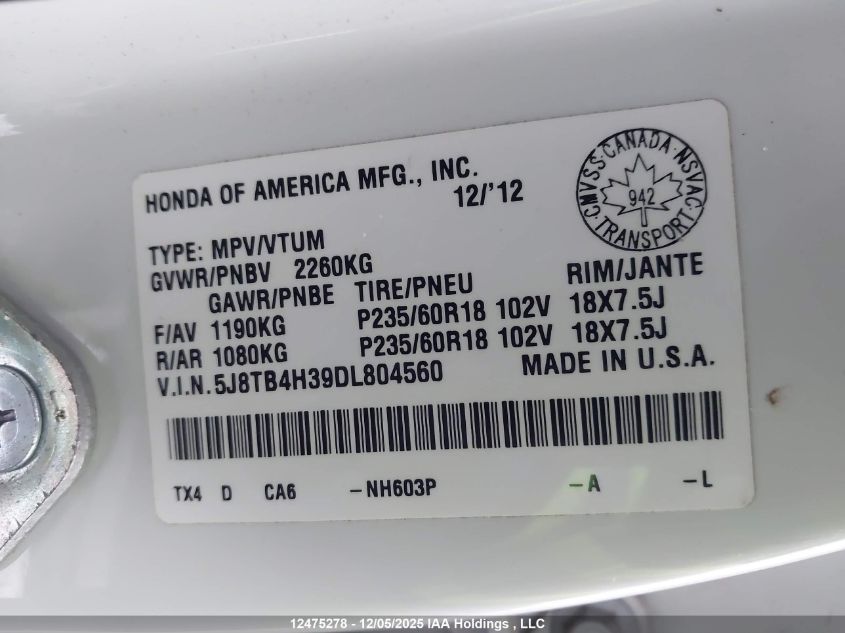 HONDA OF AMERICA MFG., INC.
12/'12
CMVSS · CANADA · NSVAC
942
TRANSPORT
TYPE: MPV/VTUM
GVWR/PNBV 2260KG
GAWR/PNBE TIRE/PNEU RIM/JANTE
F/AV 1190KG P235/60R18 102V 18X7.5J
R/AR 1080KG P235/60R18 102V 18X7.5J
V.I.N. 5J8TB4H39DL804560 MADE IN U.S.A.
TX4 D CA6 -NH603P -A -L
12475278 - 12/05/2025 IAA Holdings , LLC